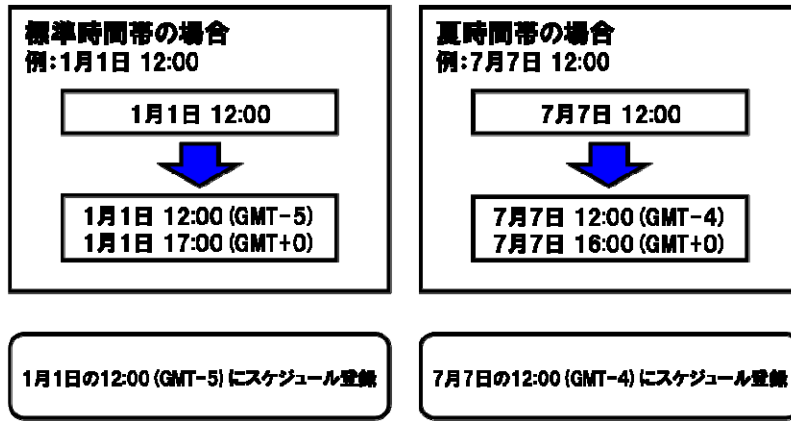 標準時間帯の場合
例:1月1日 12:00
1月1日 12:00
1月1日 12:00 (GMT-5)
1月1日 17:00 (GMT+0)
1月1日の12:00 (GMT-5) にスケジュール登録
夏時間帯の場合
例:7月7日 12:00
7月7日 12:00
7月7日 12:00 (GMT-4)
7月7日 16:00 (GMT+0)
7月7日の12:00 (GMT-4) にスケジュール登録